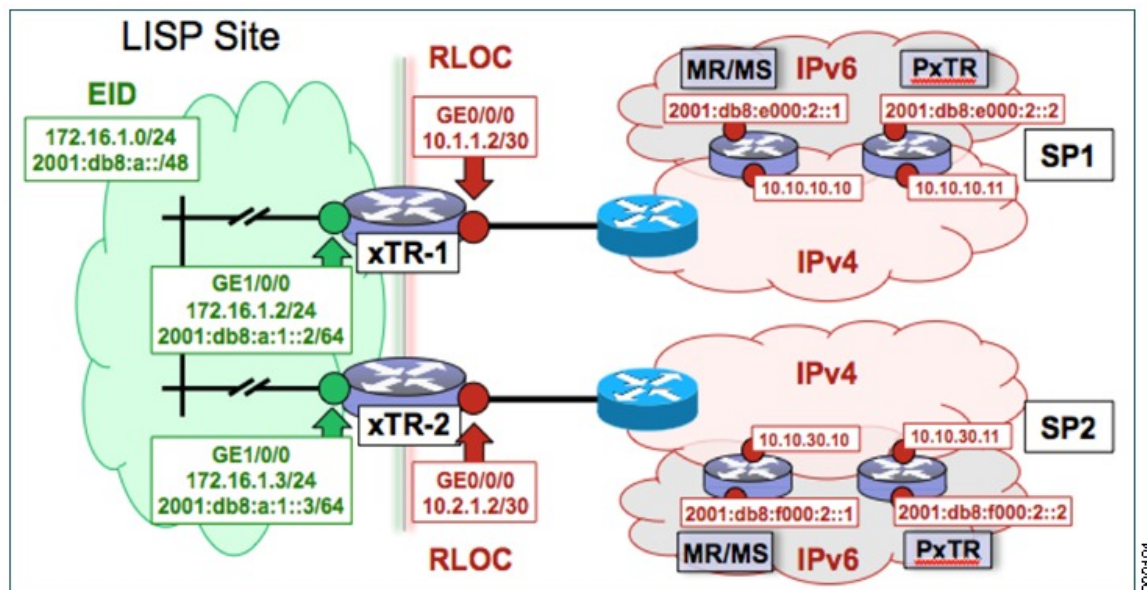 LISP Site
EID
172.16.1.0/24
2001:db8:a::/48
RLOC
GE0/0/0
10.1.1.2/30
xTR-1
GE1/0/0
172.16.1.2/24
2001:db8:a:1::2/64
xTR-2
GE1/0/0
172.16.1.3/24
2001:db8:a:1::3/64
GE0/0/0
10.2.1.2/30
RLOC
MR/MS
IPv6
PxTR
2001:db8:e000:2::1
2001:db8:e000:2::2
SP1
10.10.10.10
10.10.10.11
IPv4
IPv4
SP2
10.10.30.10
10.10.30.11
2001:db8:f000:2::1
2001:db8:f000:2::2
MR/MS
IPv6
PxTR